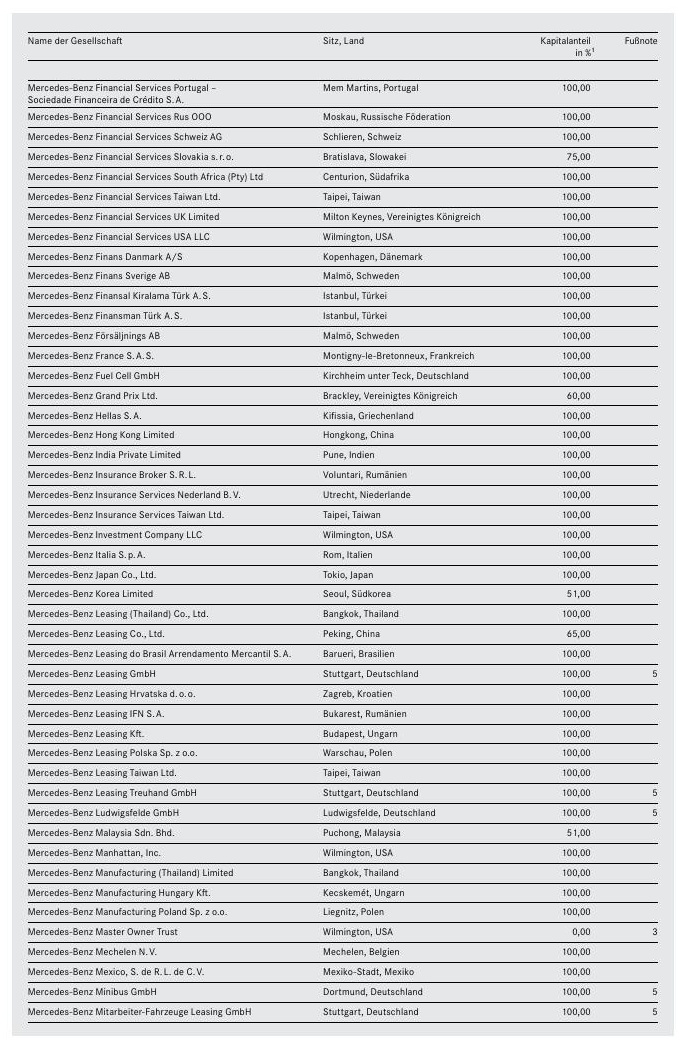 Name der Gesellschaft Sitz, Land Kapitalanteil in %¹ Fußnote
Mercedes-Benz Financial Services Portugal –
Sociedade Financeira de Crédito S.A. Mem Martins, Portugal 100,00
Mercedes-Benz Financial Services Rus OOO Moskau, Russische Föderation 100,00
Mercedes-Benz Financial Services Schweiz AG Schlieren, Schweiz 100,00
Mercedes-Benz Financial Services Slovakia s.r.o. Bratislava, Slowakei 75,00
Mercedes-Benz Financial Services South Africa (Pty) Ltd Centurion, Südafrika 100,00
Mercedes-Benz Financial Services Taiwan Ltd. Taipei, Taiwan 100,00
Mercedes-Benz Financial Services UK Limited Milton Keynes, Vereinigtes Königreich 100,00
Mercedes-Benz Financial Services USA LLC Wilmington, USA 100,00
Mercedes-Benz Finans Danmark A/S Kopenhagen, Dänemark 100,00
Mercedes-Benz Finans Sverige AB Malmö, Schweden 100,00
Mercedes-Benz Finansal Kiralama Türk A.S. Istanbul, Türkei 100,00
Mercedes-Benz Finansman Türk A.S. Istanbul, Türkei 100,00
Mercedes-Benz Försäljnings AB Malmö, Schweden 100,00
Mercedes-Benz France S.A.S. Montigny-le-Bretonneux, Frankreich 100,00
Mercedes-Benz Fuel Cell GmbH Kirchheim unter Teck, Deutschland 100,00
Mercedes-Benz Grand Prix Ltd. Brackley, Vereinigtes Königreich 60,00
Mercedes-Benz Hellas S.A. Kifissia, Griechenland 100,00
Mercedes-Benz Hong Kong Limited Hongkong, China 100,00
Mercedes-Benz India Private Limited Pune, Indien 100,00
Mercedes-Benz Insurance Broker S.R.L. Voluntari, Rumänien 100,00
Mercedes-Benz Insurance Services Nederland B.V. Utrecht, Niederlande 100,00
Mercedes-Benz Insurance Services Taiwan Ltd. Taipei, Taiwan 100,00
Mercedes-Benz Investment Company LLC Wilmington, USA 100,00
Mercedes-Benz Italia S.p.A. Rom, Italien 100,00
Mercedes-Benz Japan Co., Ltd. Tokio, Japan 100,00
Mercedes-Benz Korea Limited Seoul, Südkorea 51,00
Mercedes-Benz Leasing (Thailand) Co., Ltd. Bangkok, Thailand 100,00
Mercedes-Benz Leasing Co., Ltd. Peking, China 65,00
Mercedes-Benz Leasing do Brasil Arrendamento Mercantil S.A. Barueri, Brasilien 100,00
Mercedes-Benz Leasing GmbH Stuttgart, Deutschland 100,00 5
Mercedes-Benz Leasing Hrvatska d.o.o. Zagreb, Kroatien 100,00
Mercedes-Benz Leasing IFN S.A. Bukarest, Rumänien 100,00
Mercedes-Benz Leasing Kft. Budapest, Ungarn 100,00
Mercedes-Benz Leasing Polska Sp. z o.o. Warschau, Polen 100,00
Mercedes-Benz Leasing Taiwan Ltd. Taipei, Taiwan 100,00
Mercedes-Benz Leasing Treuhand GmbH Stuttgart, Deutschland 100,00 5
Mercedes-Benz Ludwigsfelde GmbH Ludwigsfelde, Deutschland 100,00 5
Mercedes-Benz Malaysia Sdn. Bhd. Puchong, Malaysia 51,00
Mercedes-Benz Manhattan, Inc. Wilmington, USA 100,00
Mercedes-Benz Manufacturing (Thailand) Limited Bangkok, Thailand 100,00
Mercedes-Benz Manufacturing Hungary Kft. Kecskemét, Ungarn 100,00
Mercedes-Benz Manufacturing Poland Sp. z o.o. Liegnitz, Polen 100,00
Mercedes-Benz Master Owner Trust Wilmington, USA 0,00 3
Mercedes-Benz Mechelen N.V. Mechelen, Belgien 100,00
Mercedes-Benz Mexico, S. de R.L. de C.V. Mexiko-Stadt, Mexiko 100,00
Mercedes-Benz Minibus GmbH Dortmund, Deutschland 100,00 5
Mercedes-Benz Mitarbeiter-Fahrzeuge Leasing GmbH Stuttgart, Deutschland 100,00 5